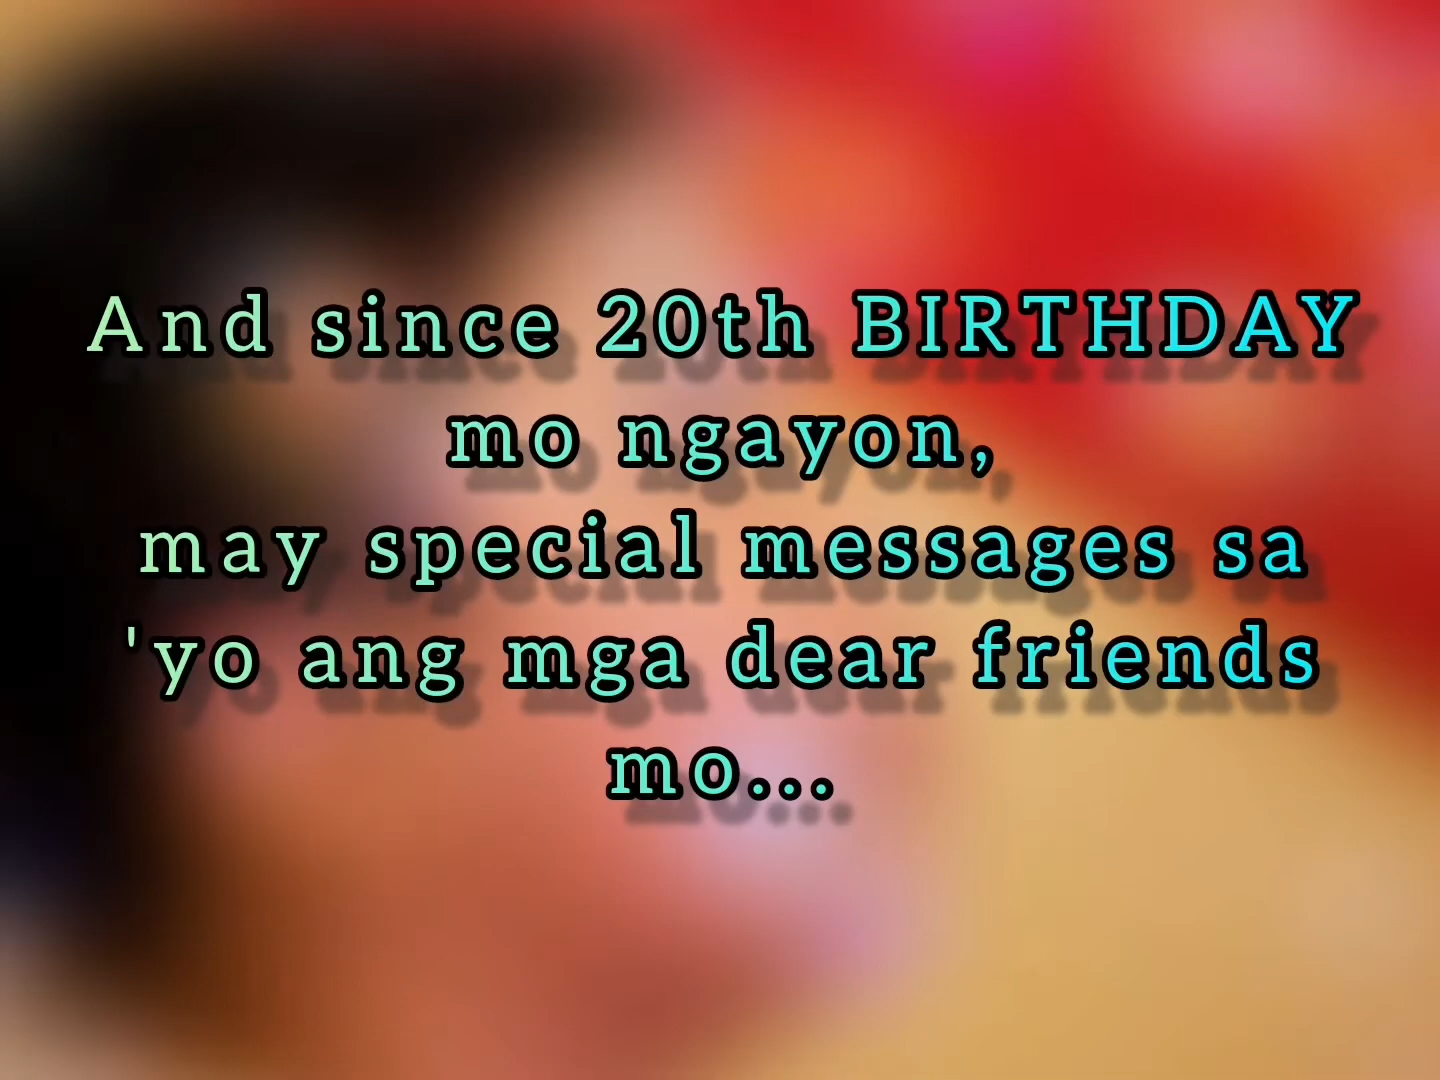 And since 20th BIRTHDAY
mo ngayon,
may special messages sa
'yo ang mga dear friends
mo...